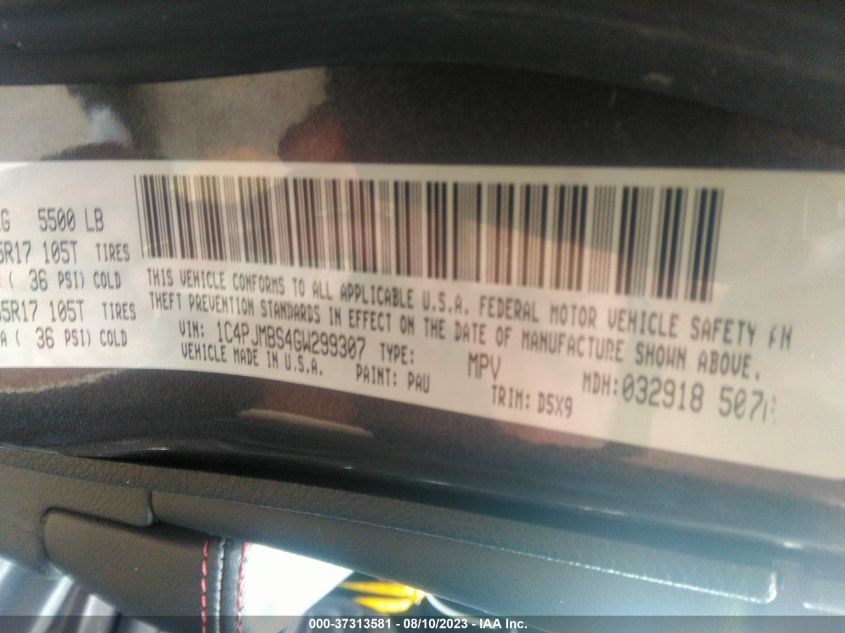 G 5500 LB
5R17 105T TIRES
( 36 PSI) COLD
5R17 105T TIRES
A ( 36 PSI) COLD
THIS VEHICLE CONFORMS TO ALL APPLICABLE U.S.A. FEDERAL MOTOR VEHICLE SAFETY
THEFT PREVENTION STANDARDS IN EFFECT ON THE DATE OF MANUFACTURE SHOWN ABOVE.
VIN: 1C4PJMBS4GW299307 TYPE: MPV MDH:032918 507
VEHICLE MADE IN U.S.A. PAINT: PAU TRIM: D5X9
000-37313581 - 08/10/2023 - IAA Inc.